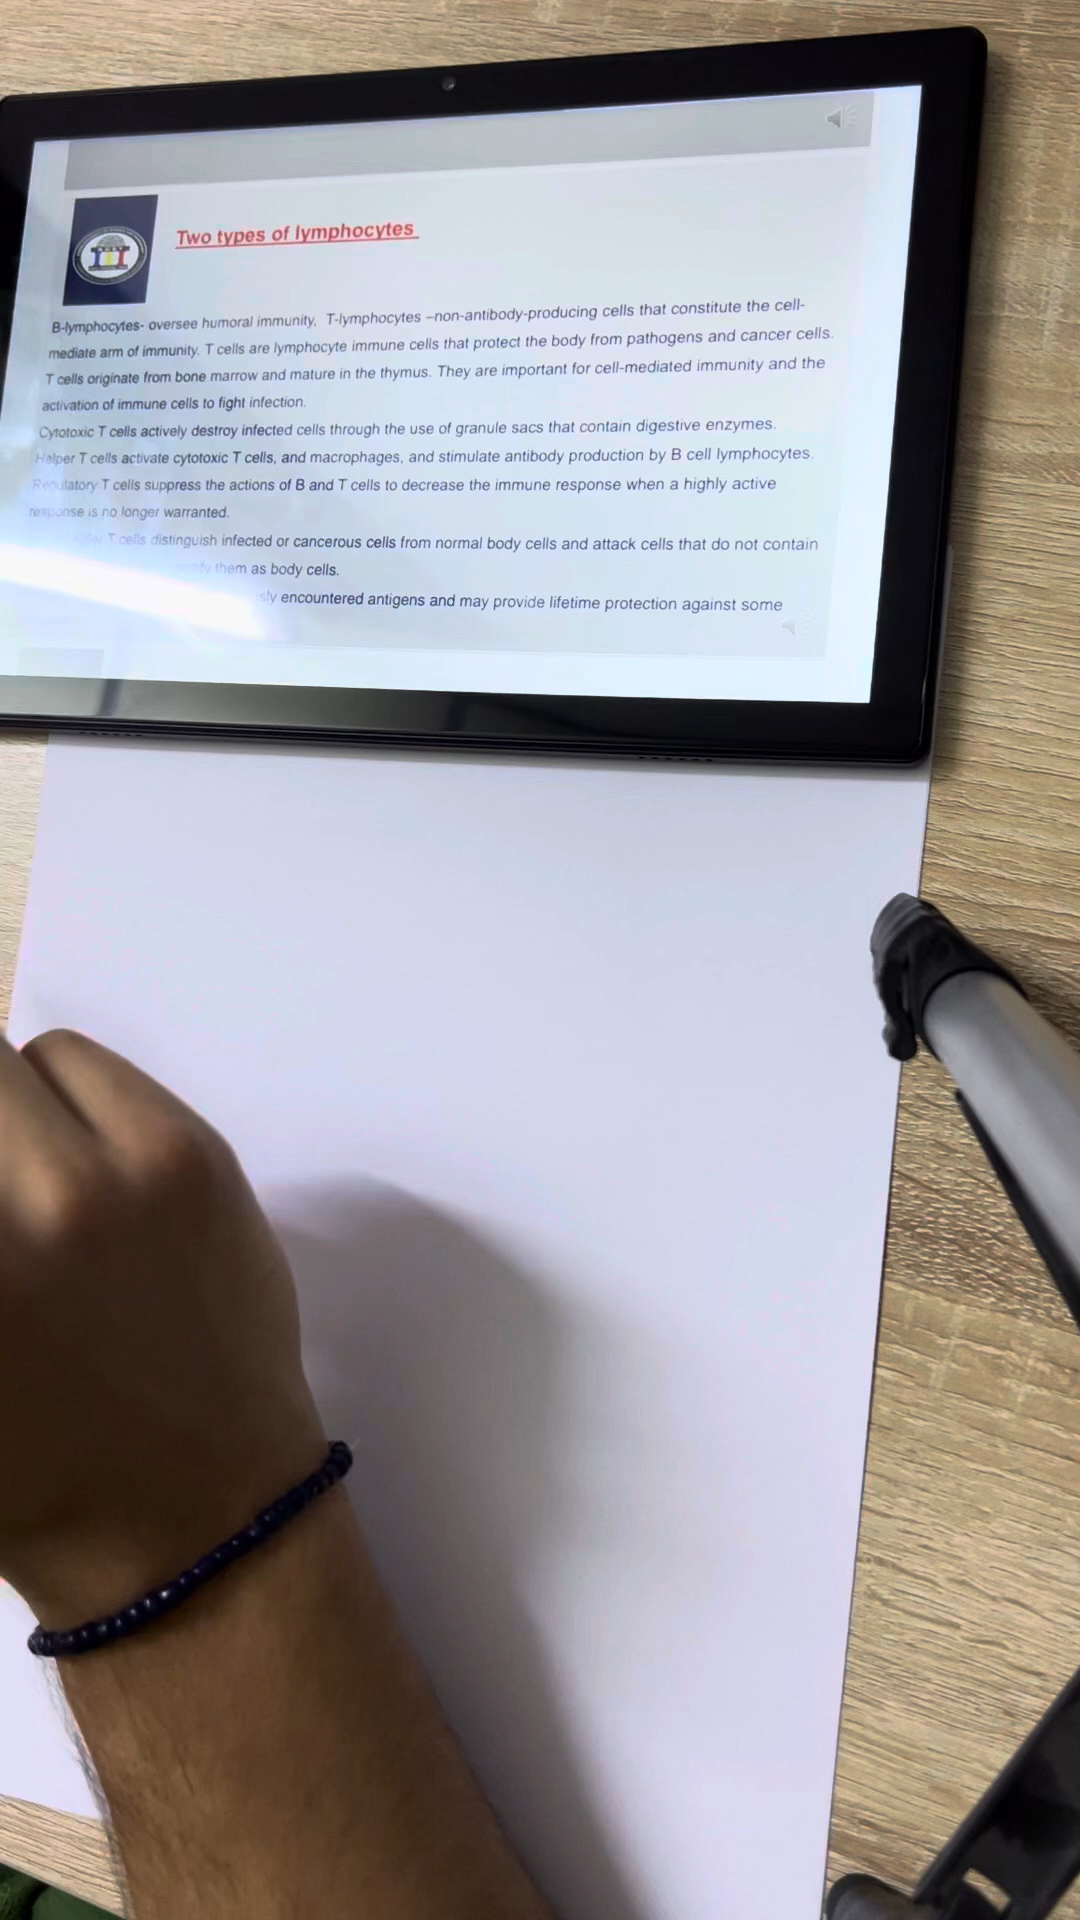 Two types of lymphocytes
B-lymphocytes- oversee humoral immunity, T-lymphocytes –non-antibody-producing cells that constitute the cell-
mediate arm of immunity. T cells are lymphocyte immune cells that protect the body from pathogens and cancer cells.
T cells originate from bone marrow and mature in the thymus. They are important for cell-mediated immunity and the
activation of immune cells to fight infection.
Cytotoxic T cells actively destroy infected cells through the use of granule sacs that contain digestive enzymes.
Helper T cells activate cytotoxic T cells, and macrophages, and stimulate antibody production by B cell lymphocytes.
Regulatory T cells suppress the actions of B and T cells to decrease the immune response when a highly active
response is no longer warranted.
T cells distinguish infected or cancerous cells from normal body cells and attack cells that do not contain
them as body cells.
encountered antigens and may provide lifetime protection against some